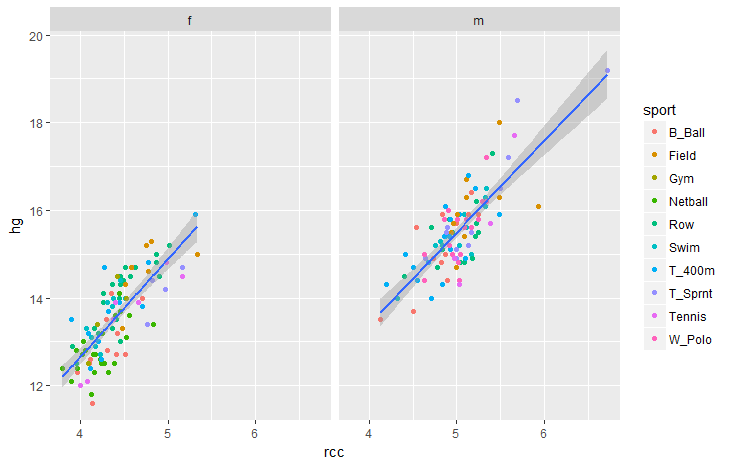 f m
20
18
16
14
12
hg
4 5 6 4 5 6
rcc
sport
B_Ball
Field
Gym
Netball
Row
Swim
T_400m
T_Sprnt
Tennis
W_Polo